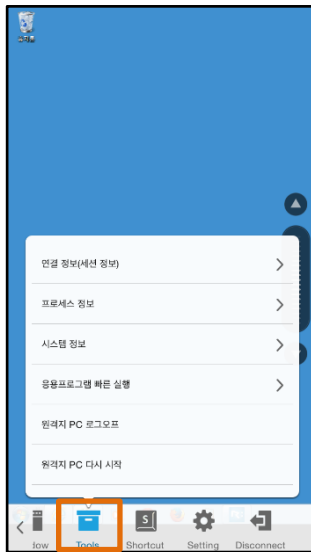 연결 정보(세션 정보)
프로세스 정보
시스템 정보
응용프로그램 빠른 실행
원격지 PC 로그오프
원격지 PC 다시 시작
S
Tools
Shortcut
Setting
Disconnect